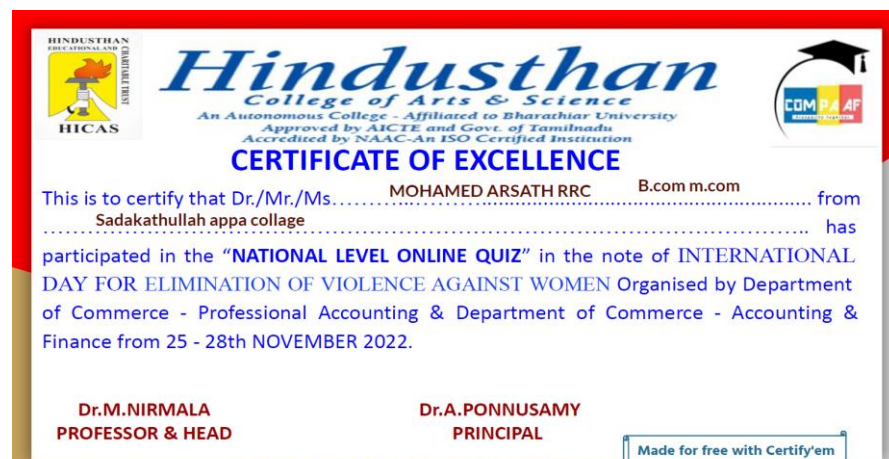 HINDUSTHAN
EDUCATIONAL AND
CHARITABLE TRUST
HICAS
Hindusthan
College of Arts & Science
An Autonomous College - Affiliated to Bharathiar University
Approved by AICTE and Govt. of Tamilnadu
Accredited by NAAC-An ISO Certified Institution
COM PA AF
CERTIFICATE OF EXCELLENCE
This is to certify that Dr./Mr./Ms. MOHAMED ARSATH RRC B.com m.com from
Sadakathullah appa collage has
participated in the “NATIONAL LEVEL ONLINE QUIZ” in the note of INTERNATIONAL
DAY FOR ELIMINATION OF VIOLENCE AGAINST WOMEN Organised by Department
of Commerce - Professional Accounting & Department of Commerce - Accounting &
Finance from 25 - 28th NOVEMBER 2022.
Dr.M.NIRMALA
PROFESSOR & HEAD
Dr.A.PONNUSAMY
PRINCIPAL
Made for free with Certify'em